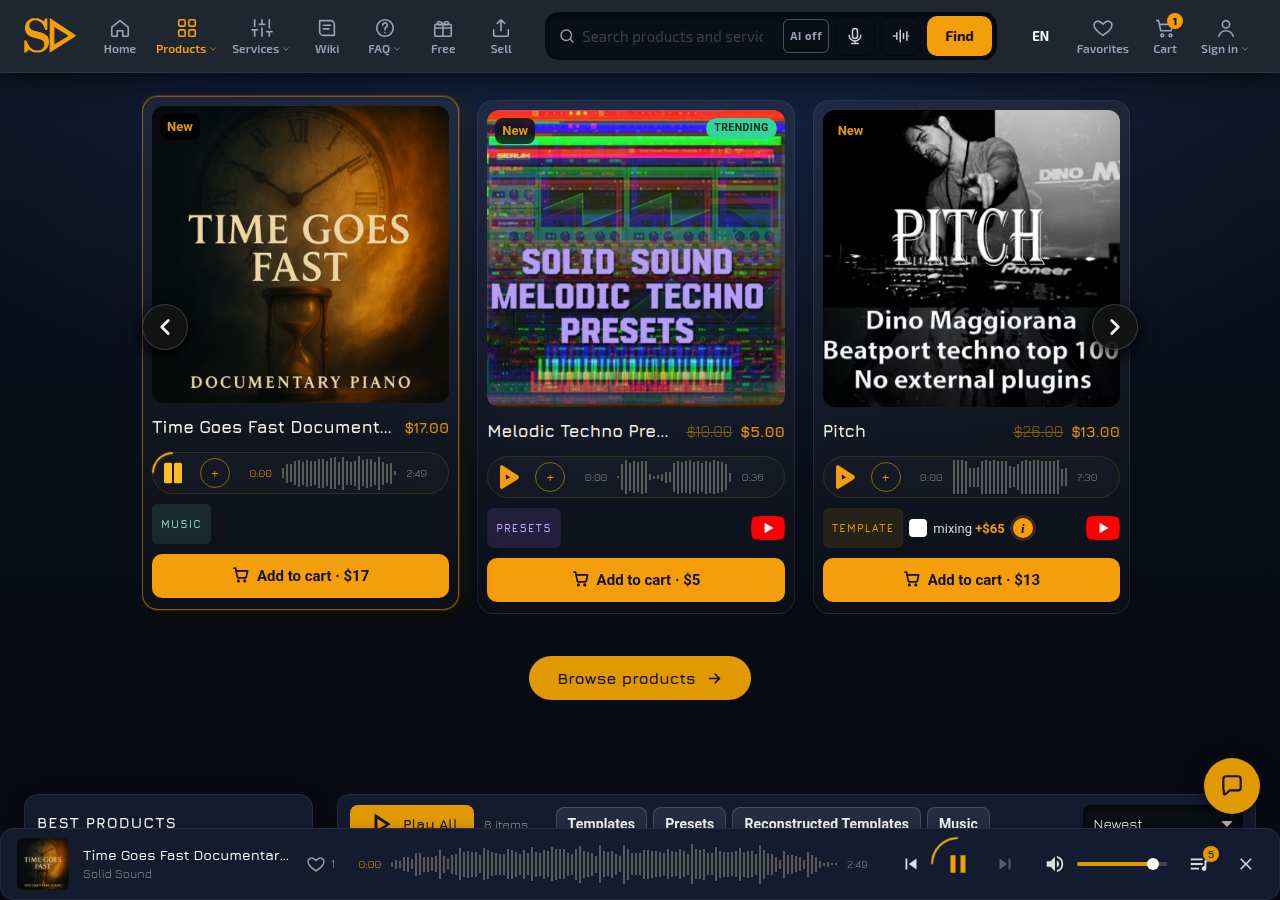 SD
Home
Products
Services
Wiki
FAQ
Free
Sell
Search products and servic
AI off
Find
EN
Favorites
1
Cart
Sign in
New
TIME GOES
FAST
DOCUMENTARY PIANO
Time Goes Fast Document... $17.00
+ 0:00 2:49
MUSIC
Add to cart · $17
New
TRENDING
SERUM
SOLID SOUND
MELODIC TECHNO
PRESETS
Melodic Techno Pre... $10.00 $5.00
+ 0:00 0:36
PRESETS
Add to cart · $5
New
DINO M
PITCH
Pioneer
Dino Maggiorana
Beatport techno top 100
No external plugins
Pitch $26.00 $13.00
+ 0:00 7:30
TEMPLATE mixing +$65 i
Add to cart · $13
Browse products
BEST PRODUCTS
Play All 8 items Templates Presets Reconstructed Templates Music Newest
TIME GOES
FAST
Time Goes Fast Documentar...
Solid Sound
1
0:00
2:49
5